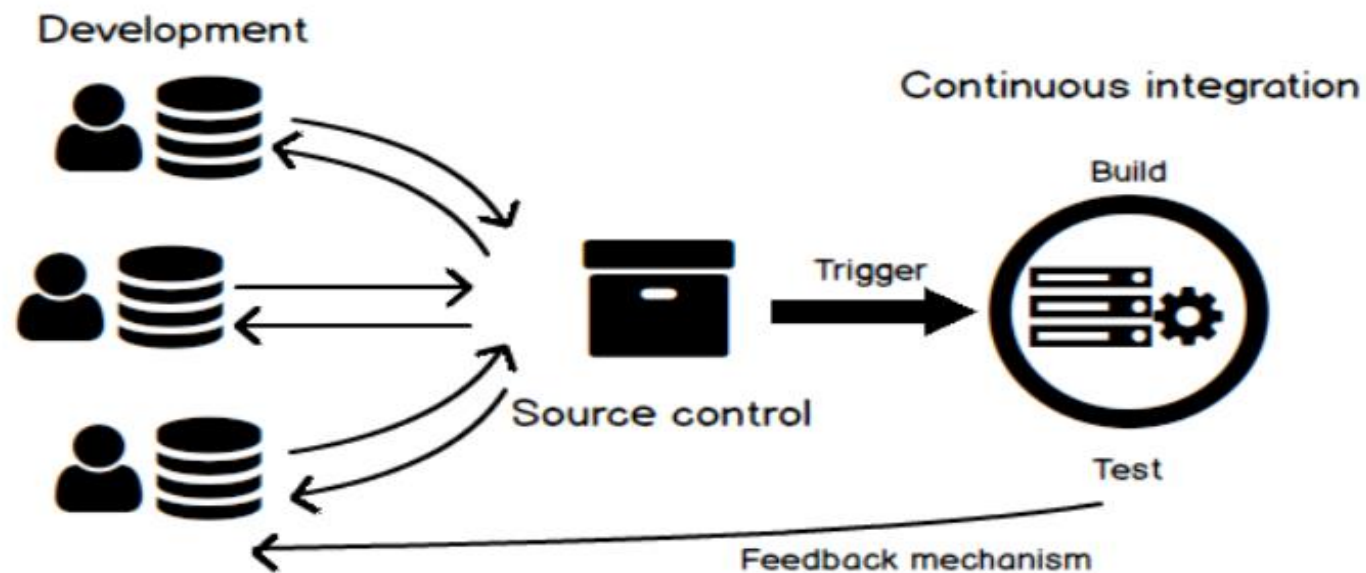 Development
Continuous integration
Build
Trigger
Source control
Test
Feedback mechanism